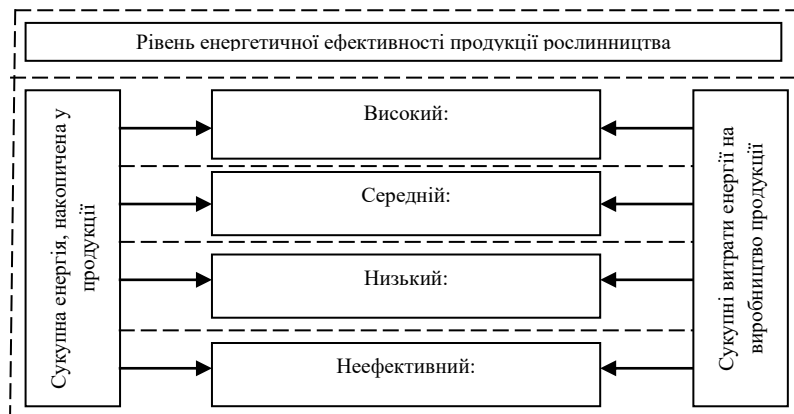 Рівень енергетичної ефективності продукції рослинництва
Сукупна енергія, накопичена у
продукції
Високий:
Середній:
Низький:
Неефективний:
Сукупні витрати енергії на
виробництво продукції